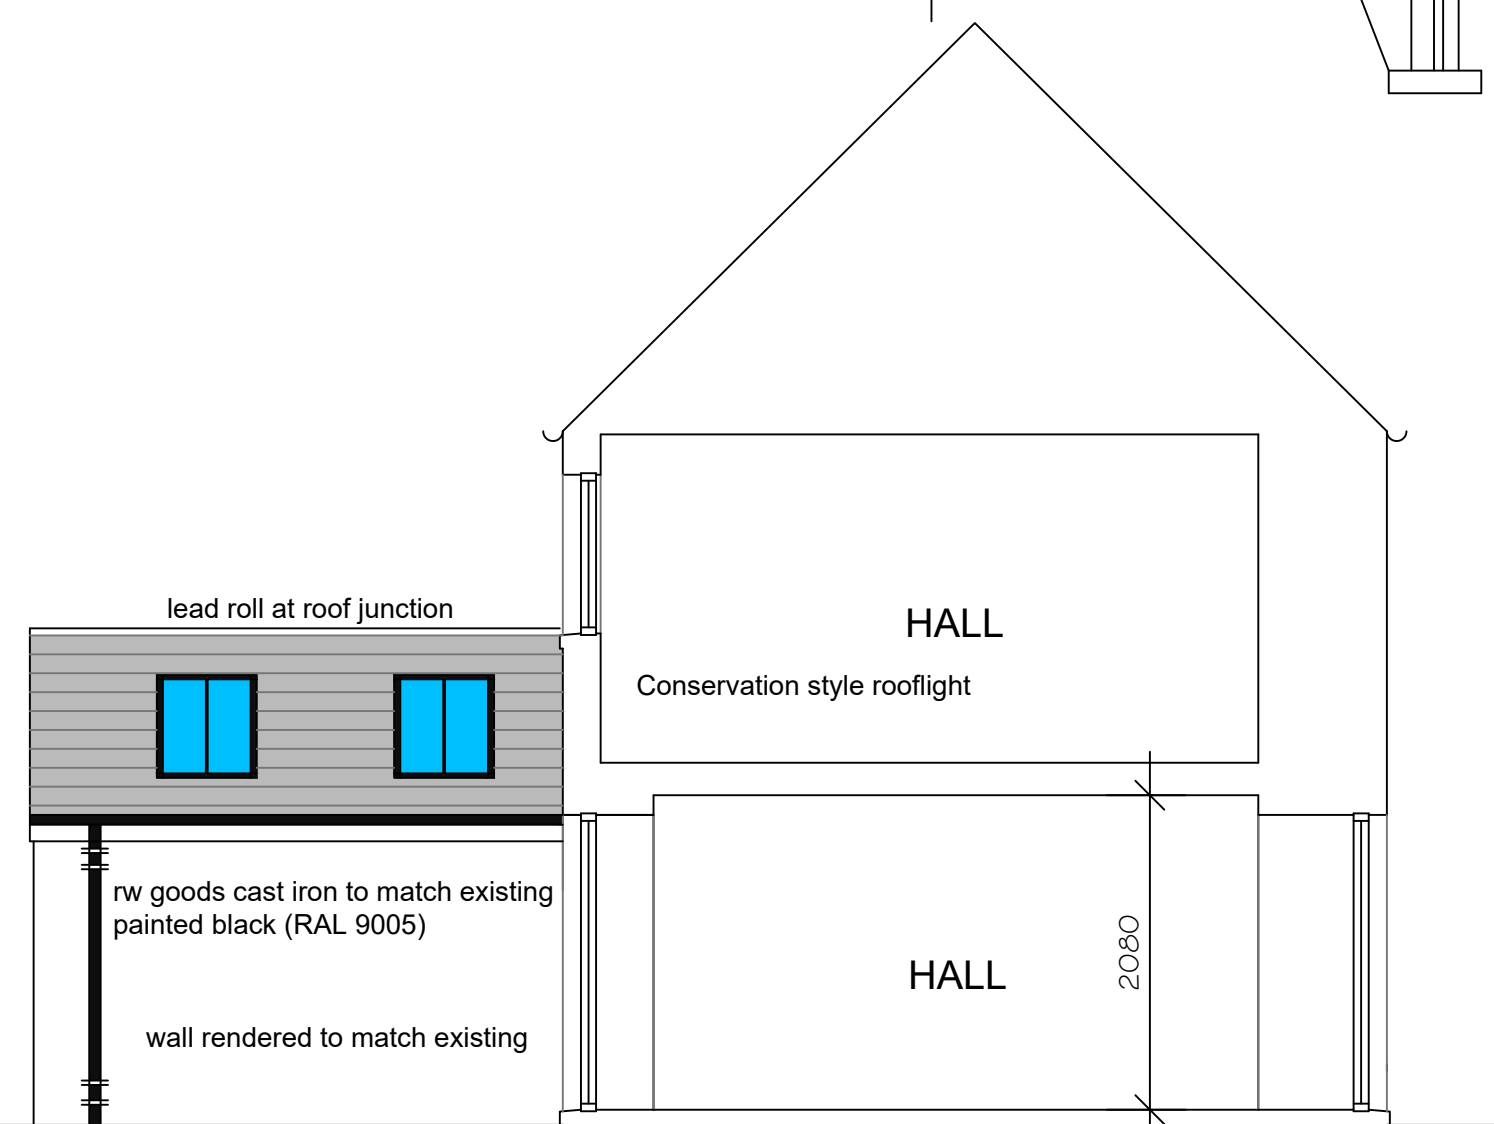 lead roll at roof junction
HALL
Conservation style rooflight
rw goods cast iron to match existing
painted black (RAL 9005)
2080
HALL
wall rendered to match existing